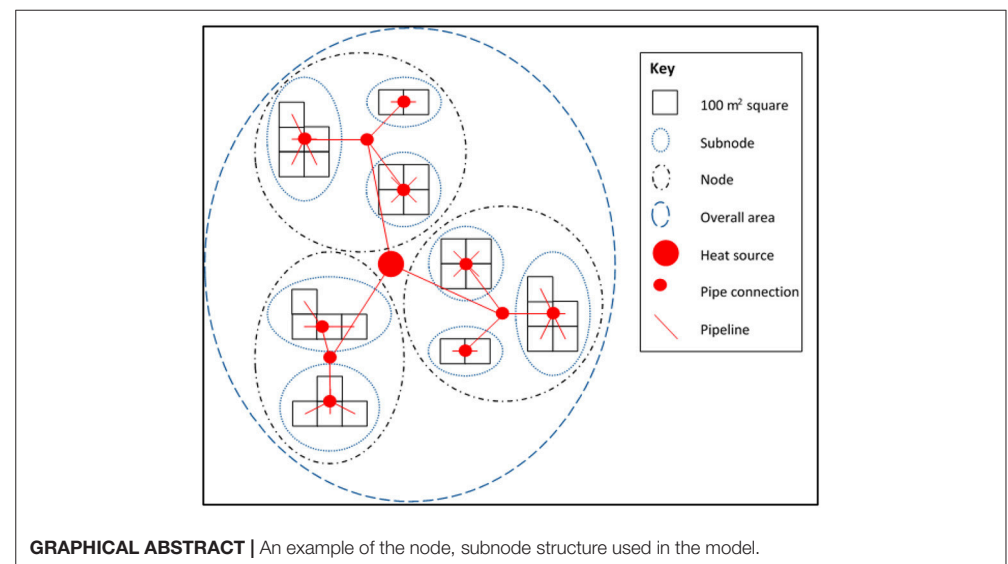 Key
100 m² square
Subnode
Node
Overall area
Heat source
Pipe connection
Pipeline
GRAPHICAL ABSTRACT | An example of the node, subnode structure used in the model.